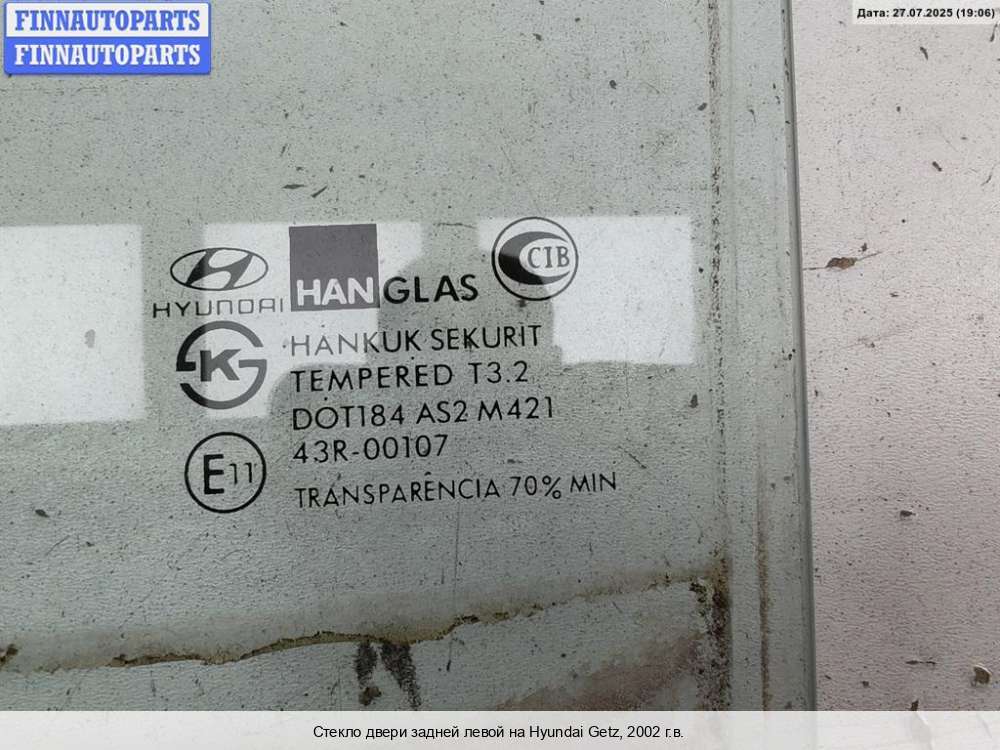 FINNAUTOPARTS
FINNAUTOPARTS
Дата: 27.07.2025 (19:06)
HYUNDAI
HANGLAS
CIB
KS
HANKUK SEKURIT
TEMPERED T3.2
DOT184 AS2 M421
43R-00107
E11
TRANSPARÊNCIA 70% MIN
Стекло двери задней левой на Hyundai Getz, 2002 г.в.